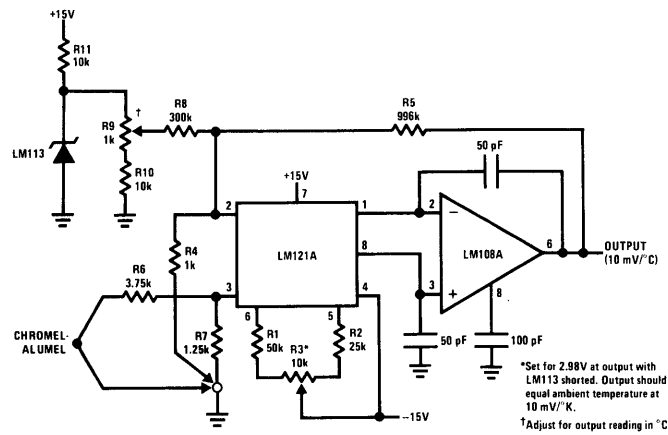 +15V
R11
10k
†
R9
1k
R8
300k
R5
996k
50 pF
LM113
R10
10k
+15V
7
2
1
2
−
R4
1k
LM121A
8
LM108A
6
OUTPUT
(10 mV/°C)
R6
3.75k
3
4
3
+
8
CHROMEL-
ALUMEL
R7
1.25k
6
5
R1
50k
R3*
10k
R2
25k
50 pF
100 pF
--15V
*Set for 2.98V at output with
LM113 shorted. Output should
equal ambient temperature at
10 mV/°K.
†Adjust for output reading in °C